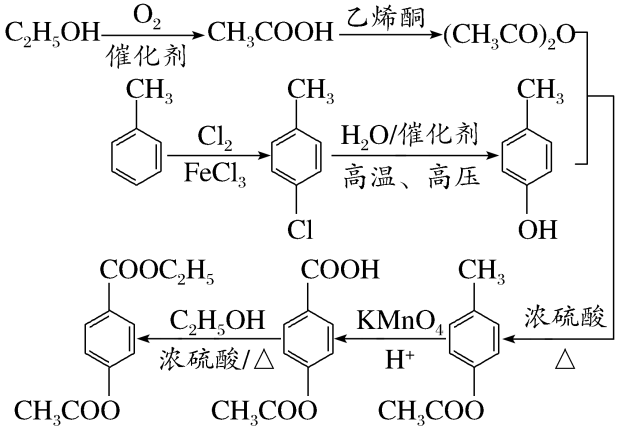 C₂H₅OH O₂ 催化剂 CH₃COOH 乙烯酮 (CH₃CO)₂O
CH₃ CH₃ CH₃
Cl₂ FeCl₃ H₂O/催化剂 高温、高压
Cl OH
COOC₂H₅ COOH CH₃
C₂H₅OH 浓硫酸/△ KMnO₄ H⁺ 浓硫酸 △
CH₃COO CH₃COO CH₃COO